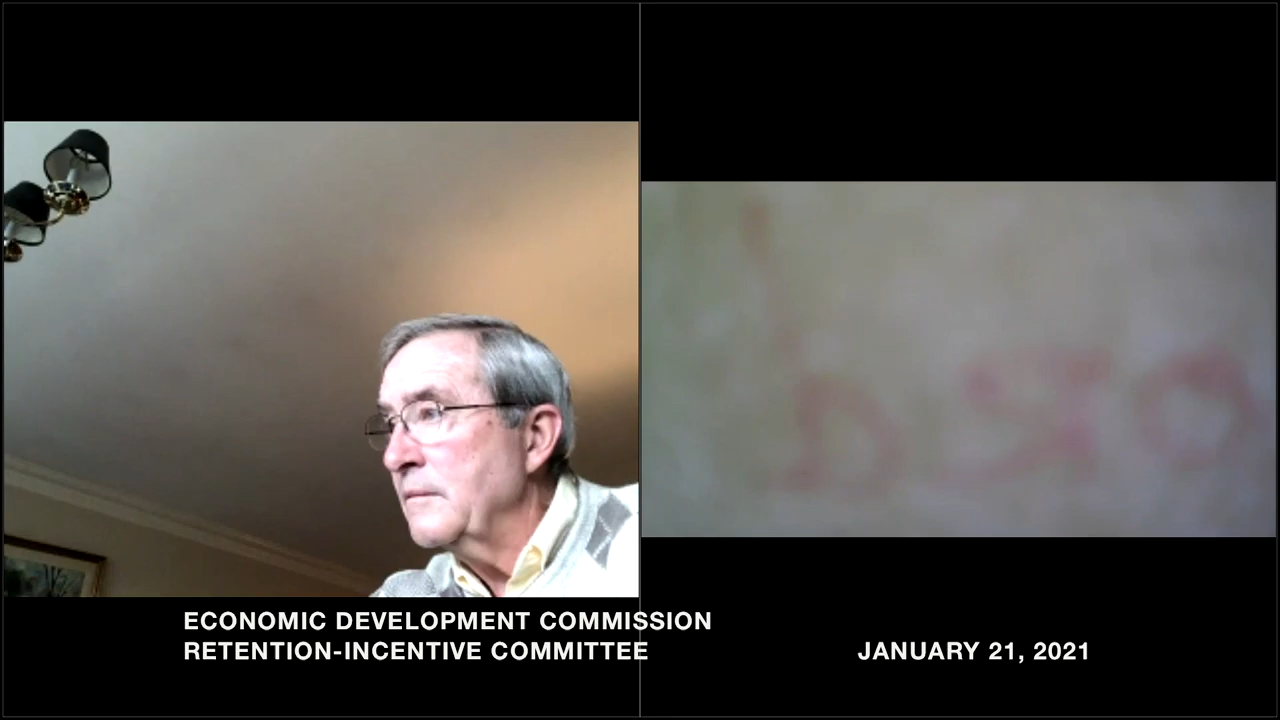 ECONOMIC DEVELOPMENT COMMISSION
RETENTION-INCENTIVE COMMITTEE
JANUARY 21, 2021